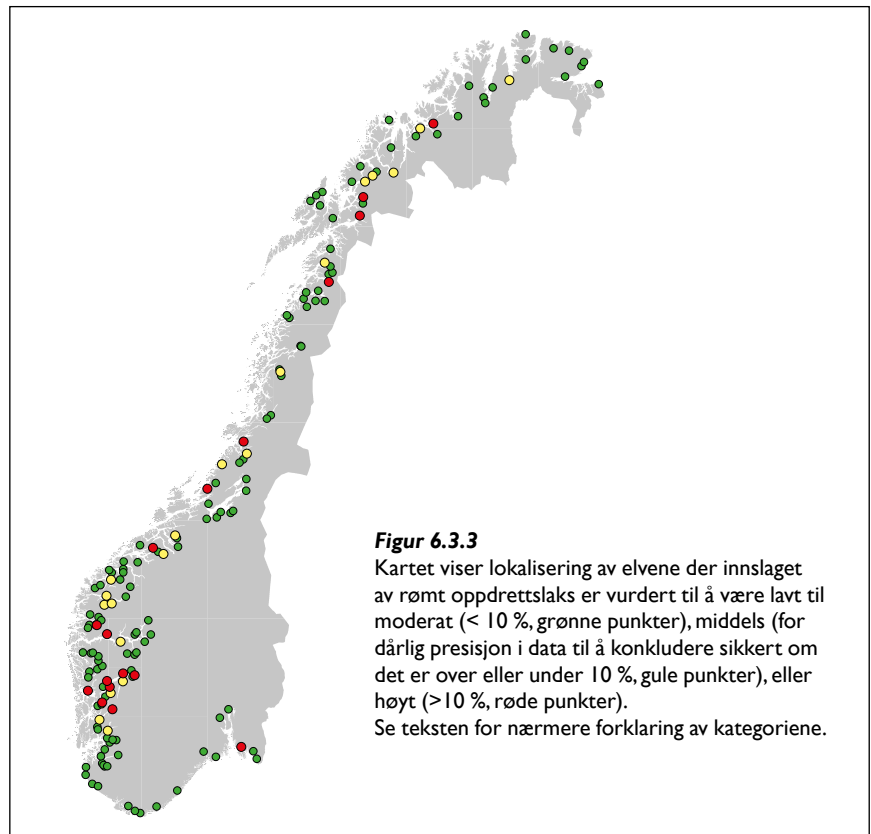 Figur 6.3.3
Kartet viser lokalisering av elvene der innslaget
av rømt oppdrettslaks er vurdert til å være lavt til
moderat (< 10 %, grønne punkter), middels (for
dårlig presisjon i data til å konkludere sikkert om
det er over eller under 10 %, gule punkter), eller
høyt (>10 %, røde punkter).
Se teksten for nærmere forklaring av kategoriene.